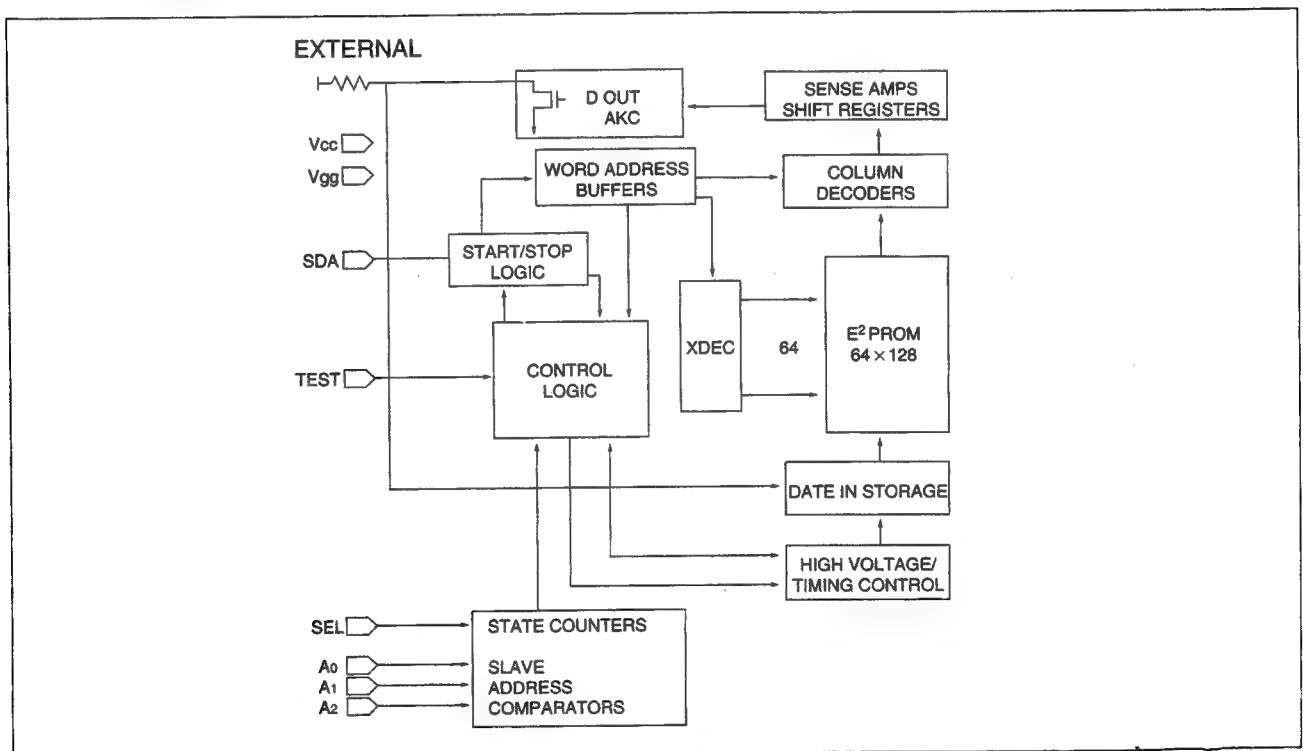 EXTERNAL
D OUT
AKC
SENSE AMPS
SHIFT REGISTERS
Vcc
Vgg
WORD ADDRESS
BUFFERS
COLUMN
DECODERS
SDA
START/STOP
LOGIC
XDEC
64
E² PROM
64 × 128
TEST
CONTROL
LOGIC
DATE IN STORAGE
HIGH VOLTAGE/
TIMING CONTROL
SEL
STATE COUNTERS
A0
SLAVE
A1
ADDRESS
A2
COMPARATORS